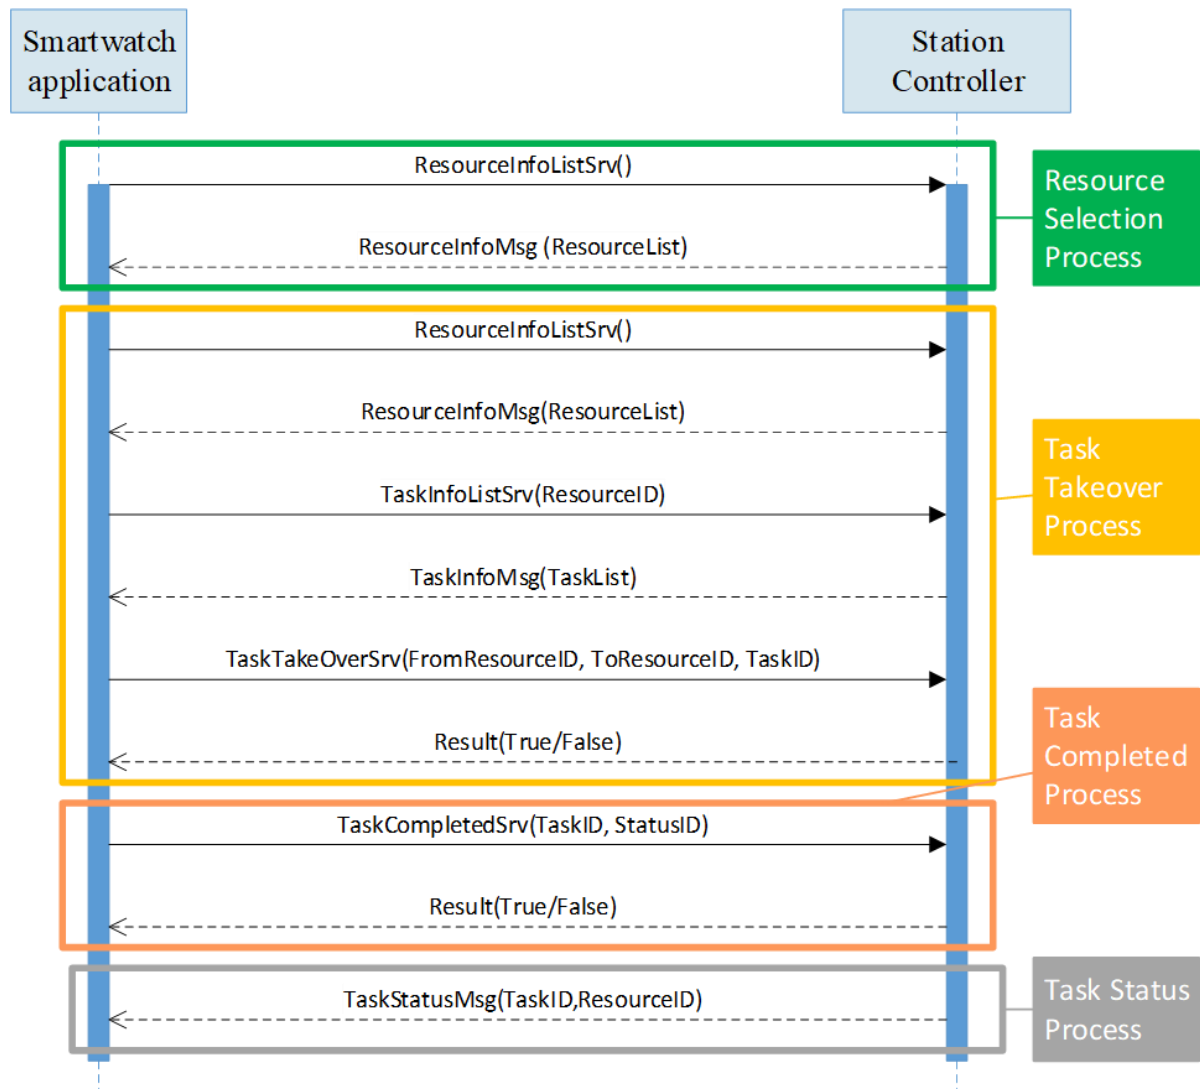 Smartwatch
application
Station
Controller
ResourceInfoListSrv()
ResourceInfoMsg (ResourceList)
Resource
Selection
Process
ResourceInfoListSrv()
ResourceInfoMsg(ResourceList)
TaskInfoListSrv(ResourceID)
TaskInfoMsg(TaskList)
TaskTakeOverSrv(FromResourceID, ToResourceID, TaskID)
Result(True/False)
Task
Takeover
Process
TaskCompletedSrv(TaskID, StatusID)
Result(True/False)
Task
Completed
Process
TaskStatusMsg(TaskID,ResourceID)
Task Status
Process